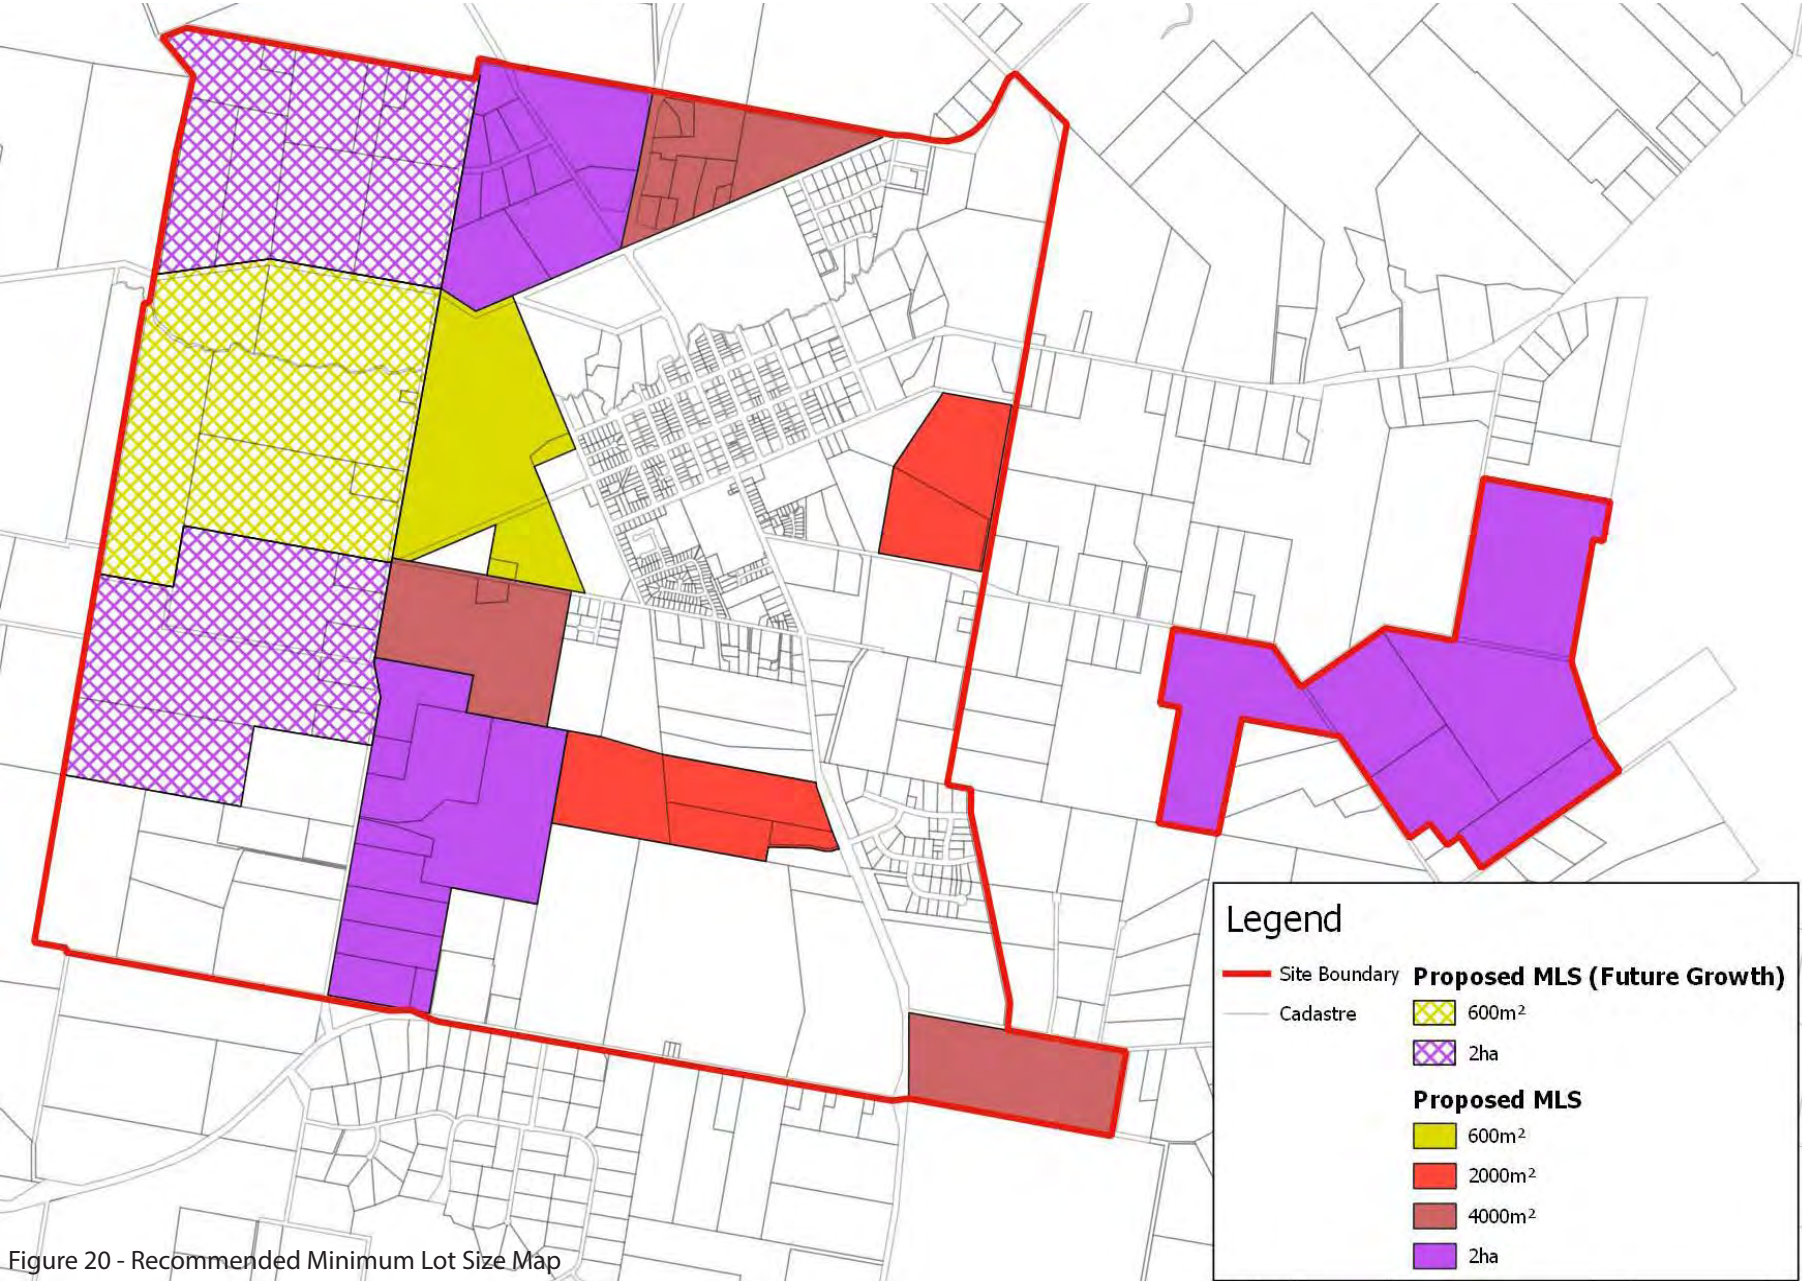 Legend
Site Boundary
Cadastre
Proposed MLS (Future Growth)
600m²
2ha
Proposed MLS
600m²
2000m²
4000m²
2ha
Figure 20 - Recommended Minimum Lot Size Map